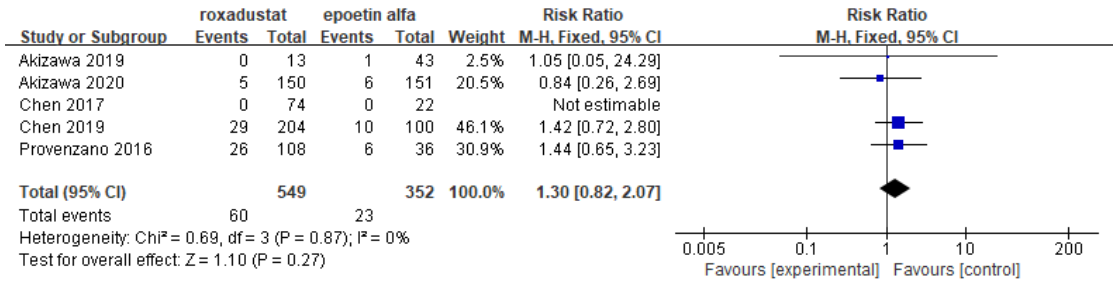 roxadustat epoetin alfa Risk Ratio Risk Ratio
Study or Subgroup Events Total Events Total Weight M-H, Fixed, 95% CI M-H, Fixed, 95% CI
Akizawa 2019 0 13 1 43 2.5% 1.05 [0.05, 24.29]
Akizawa 2020 5 150 6 151 20.5% 0.84 [0.26, 2.69]
Chen 2017 0 74 0 22 Not estimable
Chen 2019 29 204 10 100 46.1% 1.42 [0.72, 2.80]
Provenzano 2016 26 108 6 36 30.9% 1.44 [0.65, 3.23]
Total (95% CI) 549 352 100.0% 1.30 [0.82, 2.07]
Total events 60 23
Heterogeneity: Chi² = 0.69, df = 3 (P = 0.87); I² = 0%
Test for overall effect: Z = 1.10 (P = 0.27)
0.005 0.1 1 10 200
Favours [experimental] Favours [control]